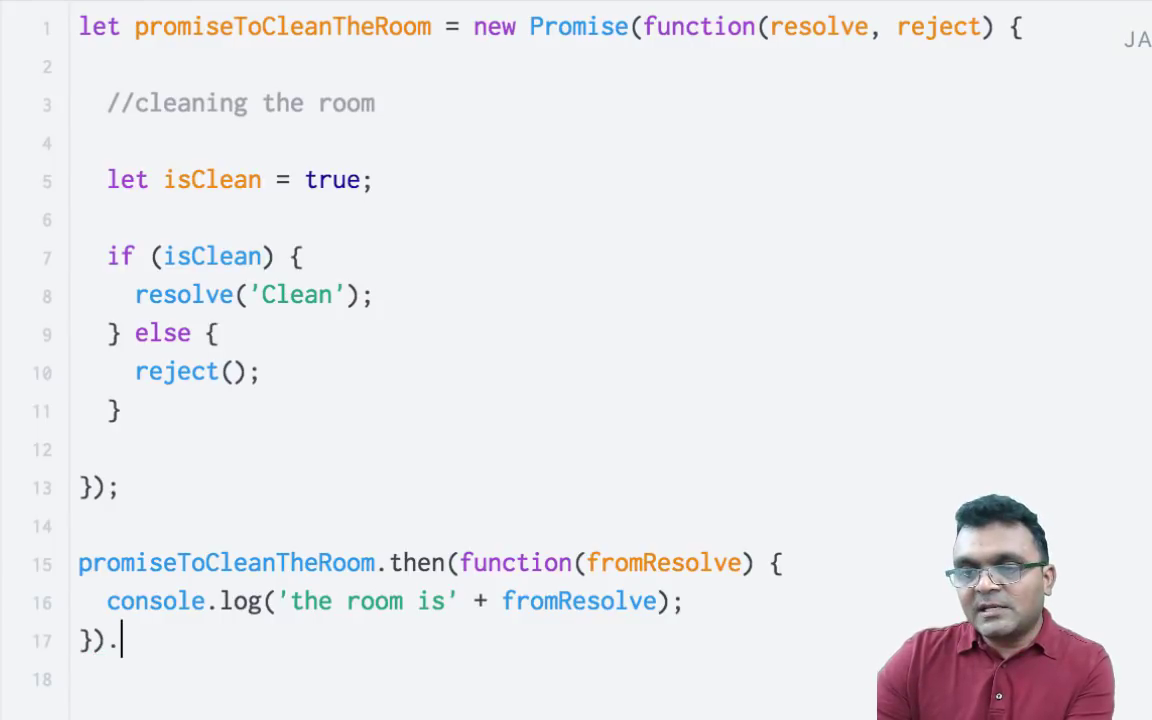 1 let promiseToCleanTheRoom = new Promise(function(resolve, reject) {
JA
2
3 //cleaning the room
4
5 let isClean = true;
6
7 if (isClean) {
8 resolve('Clean');
9 } else {
10 reject();
11 }
12
13 });
14
15 promiseToCleanTheRoom.then(function(fromResolve) {
16 console.log('the room is' + fromResolve);
17 }).
18